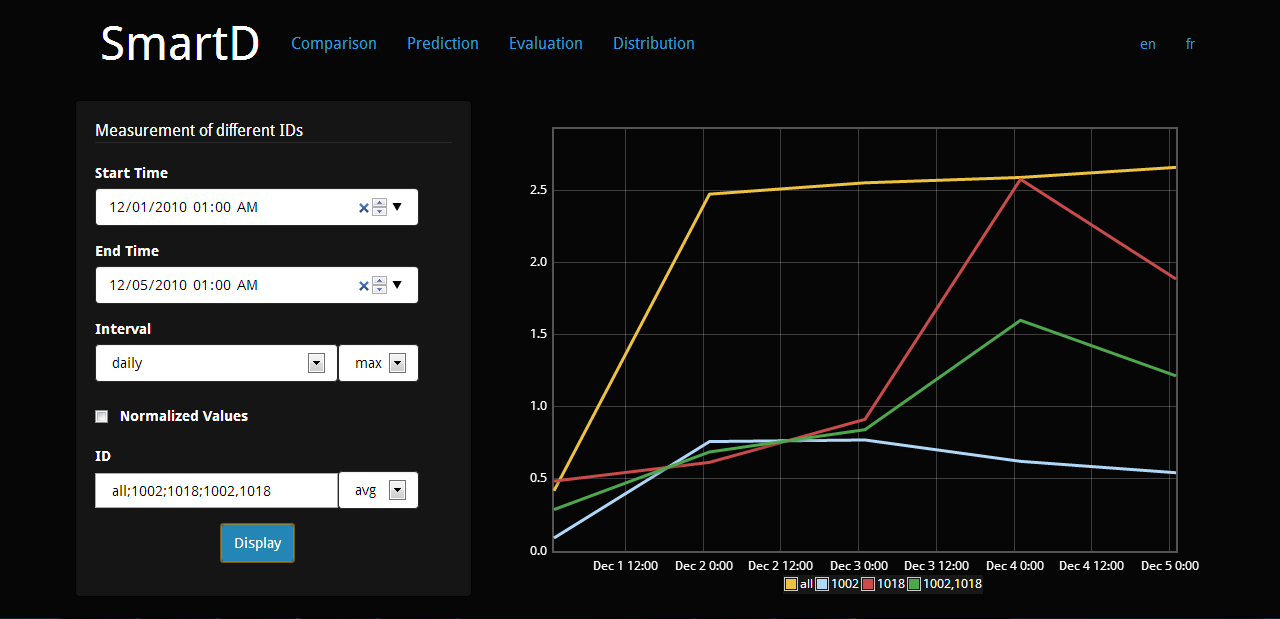 SmartD Comparison Prediction Evaluation Distribution en fr
Measurement of different IDs
Start Time
12/01/2010 01:00 AM
End Time
12/05/2010 01:00 AM
Interval
daily max
Normalized Values
ID
all;1002;1018;1002,1018 avg
Display
2.5
2.0
1.5
1.0
0.5
0.0
Dec 1 12:00 Dec 2 0:00 Dec 2 12:00 Dec 3 0:00 Dec 3 12:00 Dec 4 0:00 Dec 4 12:00 Dec 5 0:00
all 1002 1018 1002,1018